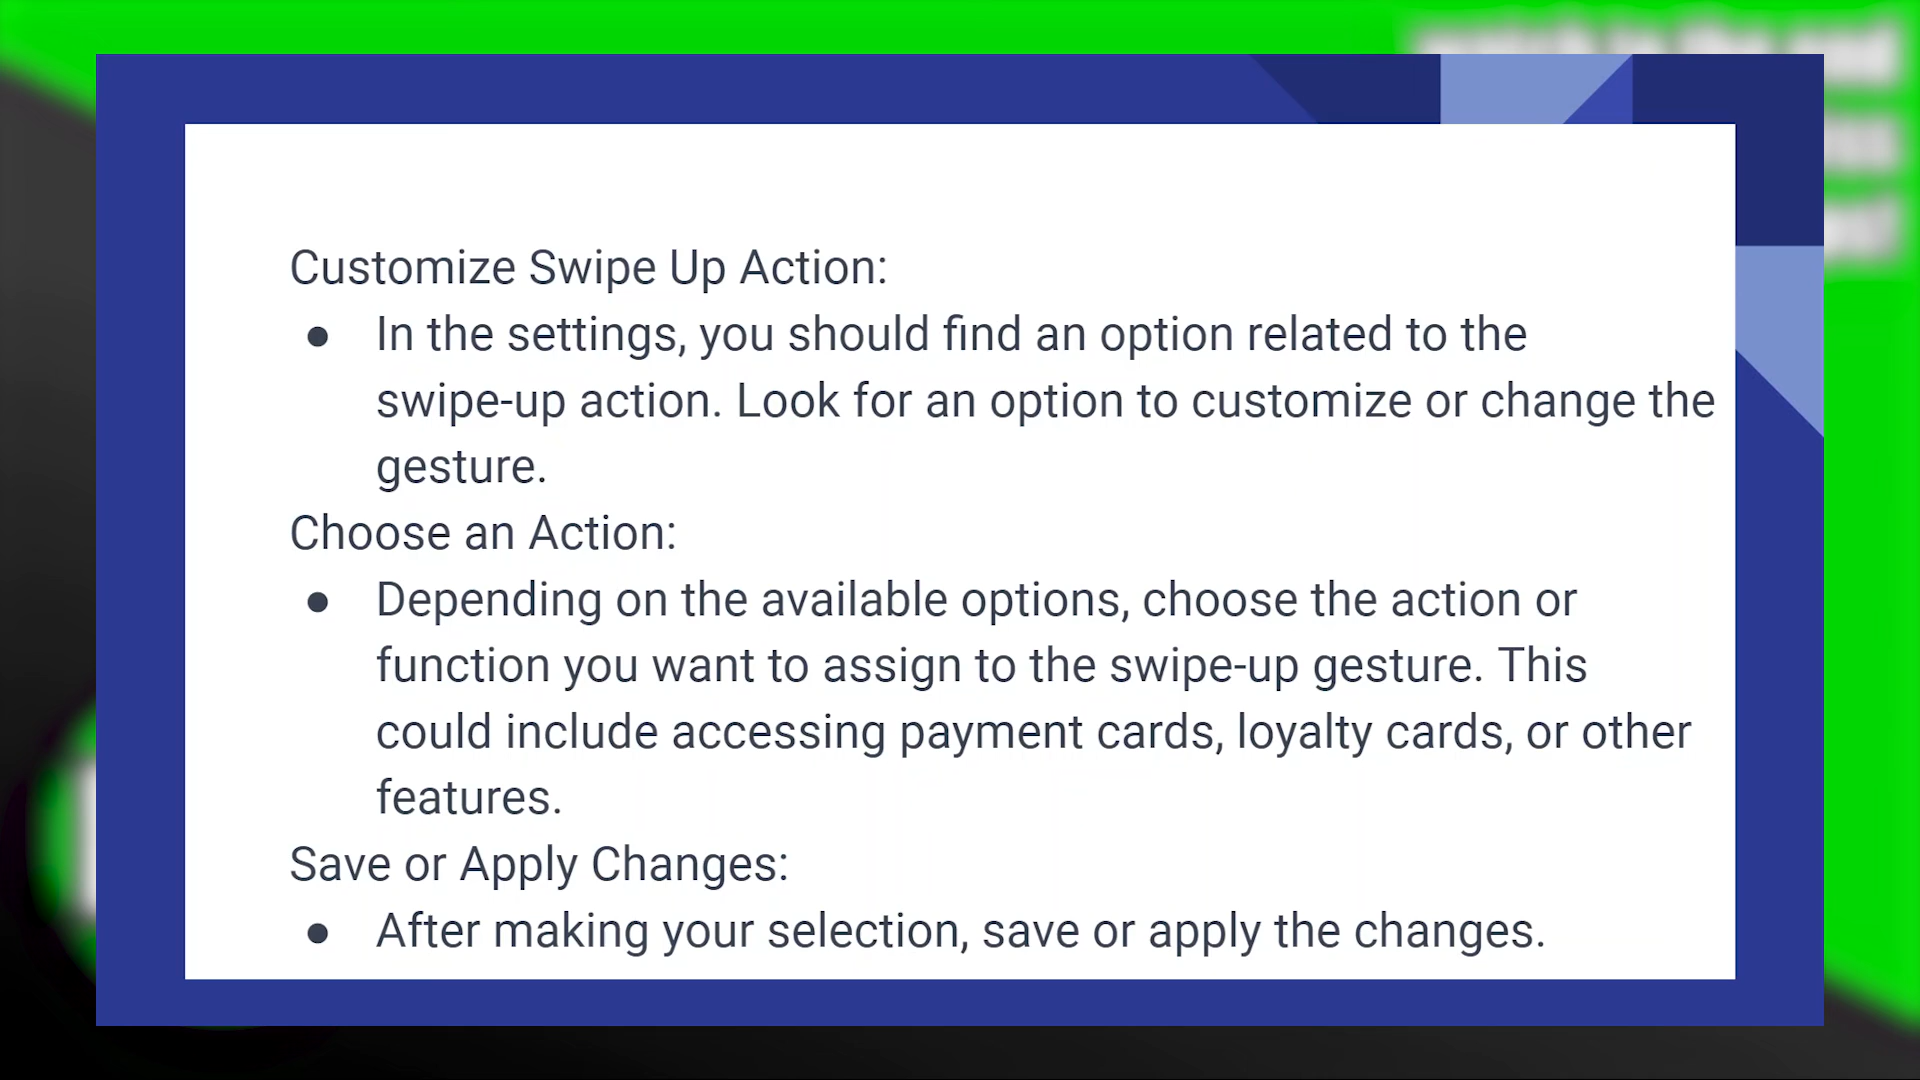 Customize Swipe Up Action:
● In the settings, you should find an option related to the
swipe-up action. Look for an option to customize or change the
gesture.
Choose an Action:
● Depending on the available options, choose the action or
function you want to assign to the swipe-up gesture. This
could include accessing payment cards, loyalty cards, or other
features.
Save or Apply Changes:
● After making your selection, save or apply the changes.